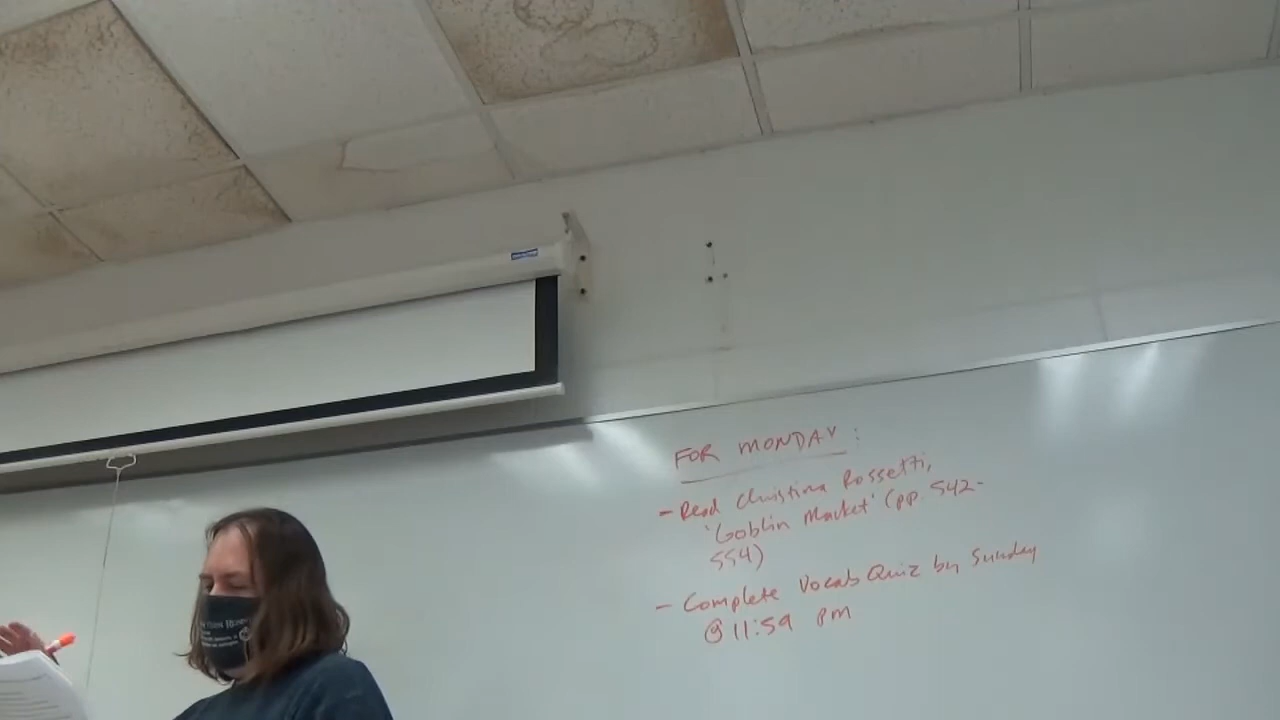 FOR MONDAY:
- Read Christina Rossetti,
'Goblin Market' (pp 542-
554)
- Complete Vocab Quiz by Sunday
@ 11:59 PM